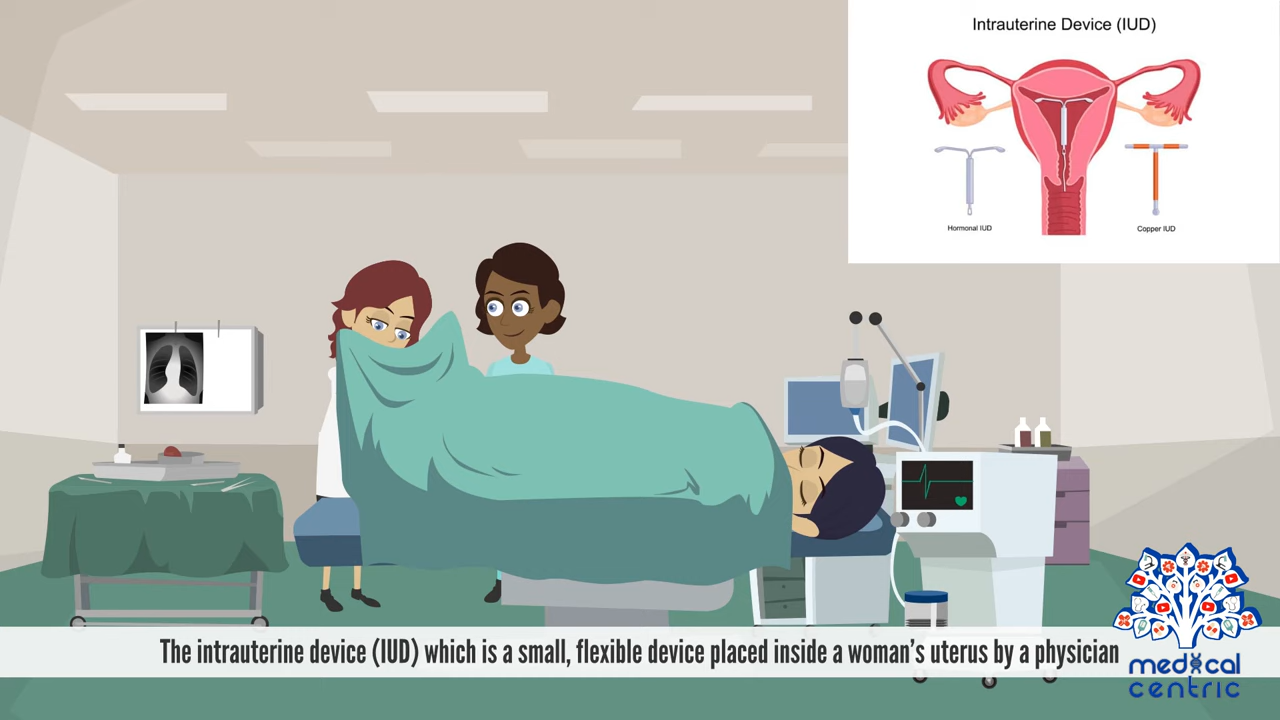 Intrauterine Device (IUD)
Hormonal IUD
Copper IUD
The intrauterine device (IUD) which is a small, flexible device placed inside a woman's uterus by a physician
medical
centric